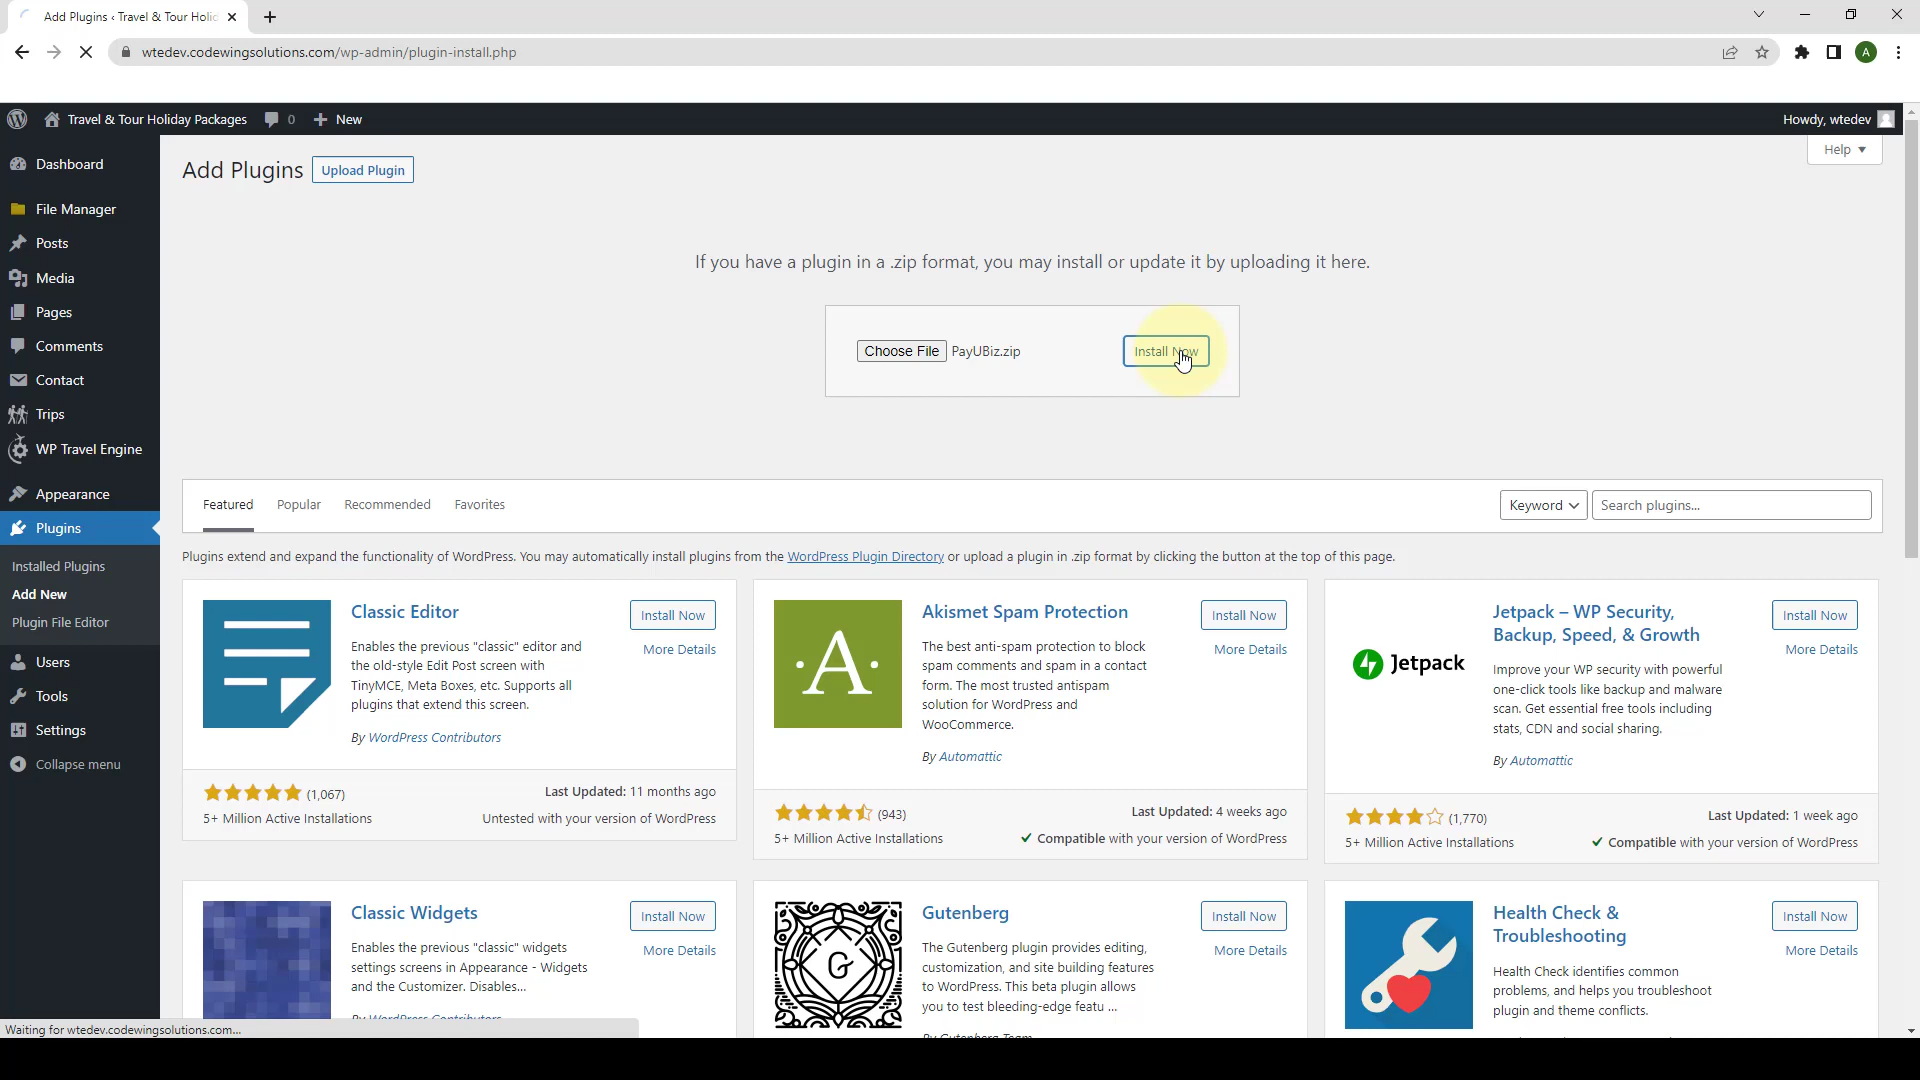 Add Plugins ‹ Travel & Tour Holid
wtedev.codewingsolutions.com/wp-admin/plugin-install.php
A
Travel & Tour Holiday Packages
0
New
Howdy, wtedev
Dashboard
File Manager
Posts
Media
Pages
Comments
Contact
Trips
WP Travel Engine
Appearance
Plugins
Installed Plugins
Add New
Plugin File Editor
Users
Tools
Settings
Collapse menu
Add Plugins
Upload Plugin
Help
If you have a plugin in a .zip format, you may install or update it by uploading it here.
Choose File PayUBiz.zip
Install Now
Featured
Popular
Recommended
Favorites
Keyword
Search plugins...
Plugins extend and expand the functionality of WordPress. You may automatically install plugins from the WordPress Plugin Directory or upload a plugin in .zip format by clicking the button at the top of this page.
Classic Editor
Install Now
More Details
Enables the previous "classic" editor and
the old-style Edit Post screen with
TinyMCE, Meta Boxes, etc. Supports all
plugins that extend this screen.
By WordPress Contributors
(1,067)
Last Updated: 11 months ago
5+ Million Active Installations
Untested with your version of WordPress
·A·
Akismet Spam Protection
Install Now
More Details
The best anti-spam protection to block
spam comments and spam in a contact
form. The most trusted antispam
solution for WordPress and
WooCommerce.
By Automattic
(943)
Last Updated: 4 weeks ago
5+ Million Active Installations
Compatible with your version of WordPress
Jetpack
Jetpack – WP Security,
Backup, Speed, & Growth
Install Now
More Details
Improve your WP security with powerful
one-click tools like backup and malware
scan. Get essential free tools including
stats, CDN and social sharing.
By Automattic
(1,770)
Last Updated: 1 week ago
5+ Million Active Installations
Compatible with your version of WordPress
Classic Widgets
Install Now
More Details
Enables the previous "classic" widgets
settings screens in Appearance - Widgets
and the Customizer. Disables...
By WordPress Contributors
G
Gutenberg
Install Now
More Details
The Gutenberg plugin provides editing,
customization, and site building features
to WordPress. This beta plugin allows
you to test bleeding-edge featu ...
By Gutenberg Team
Health Check &
Troubleshooting
Install Now
More Details
Health Check identifies common
problems, and helps you troubleshoot
plugin and theme conflicts.
Waiting for wtedev.codewingsolutions.com...